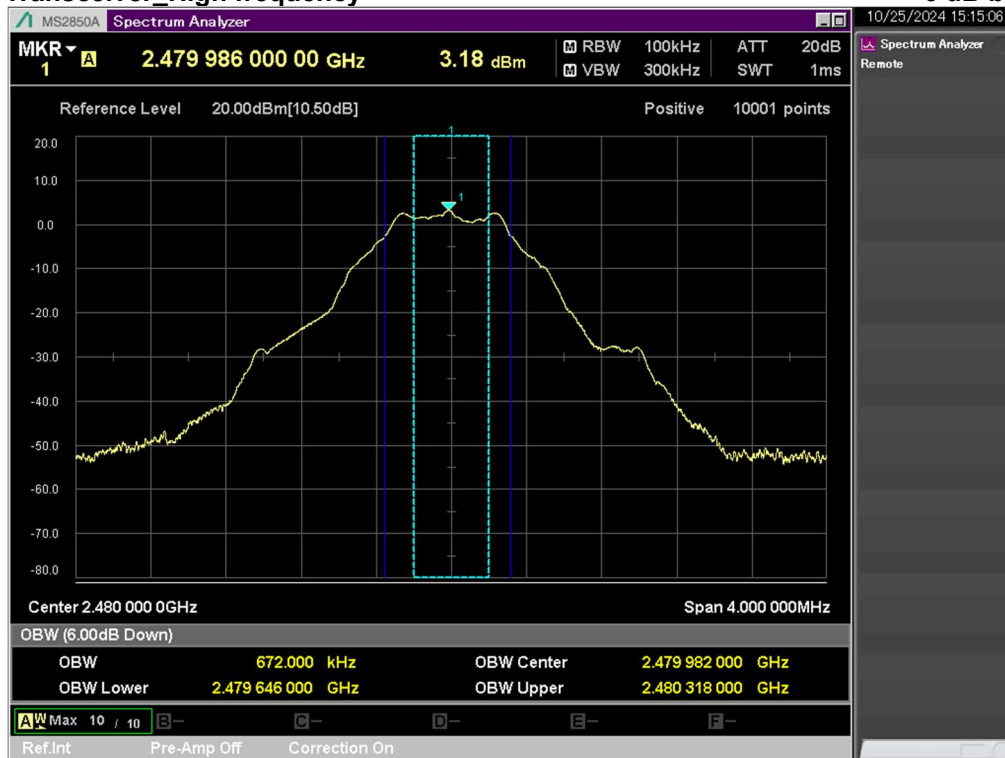 10/25/2024 15:15:06
MS2850A Spectrum Analyzer
MKR A 2.479 986 000 00 GHz 3.18 dBm M RBW 100kHz ATT 20dB
1 M VBW 300kHz SWT 1ms
Spectrum Analyzer
Remote
Reference Level 20.00dBm[10.50dB] Positive 10001 points
1
20.0
10.0
1
0.0
-10.0
-20.0
-30.0
-40.0
-50.0
-60.0
-70.0
-80.0
Center 2.480 000 0GHz Span 4.000 000MHz
OBW (6.00dB Down)
OBW 672.000 kHz OBW Center 2.479 982 000 GHz
OBW Lower 2.479 646 000 GHz OBW Upper 2.480 318 000 GHz
A W Max 10 / 10 B - C - D - E - F -
Ref.Int Pre-Amp Off Correction On